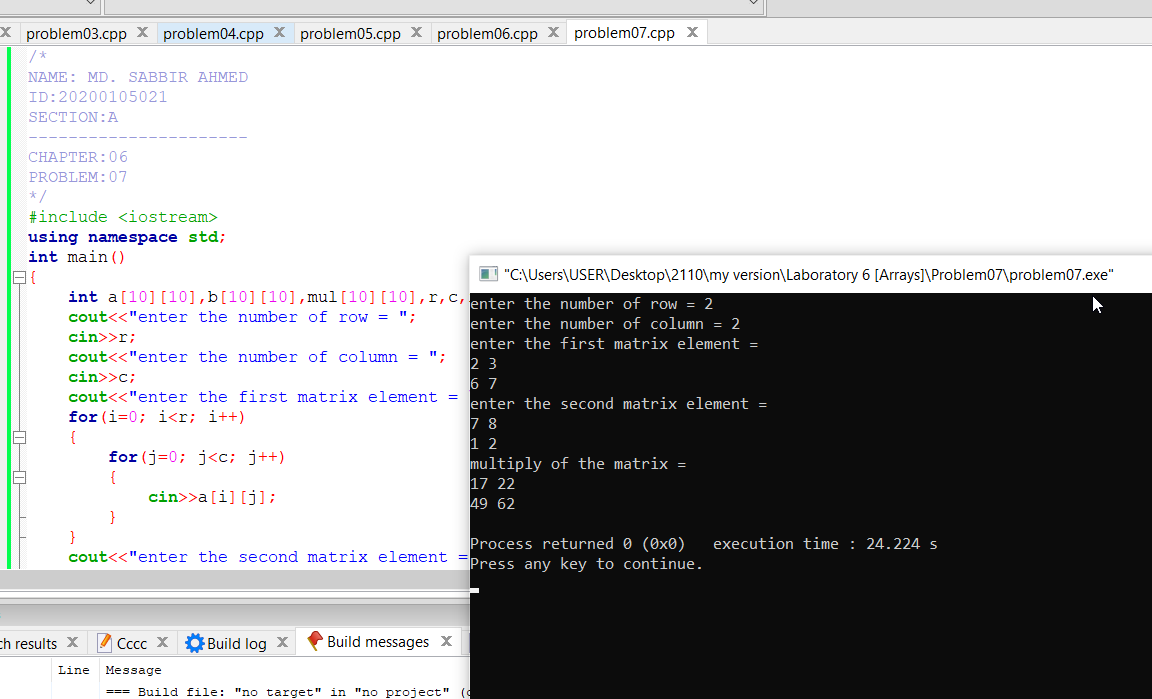 problem03.cpp X problem04.cpp X problem05.cpp X problem06.cpp X problem07.cpp X
/*
NAME: MD. SABBIR AHMED
ID:20200105021
SECTION:A
----------------------
CHAPTER:06
PROBLEM:07
*/
#include <iostream>
using namespace std;
int main()
{
int a[10][10],b[10][10],mul[10][10],r,c,
cout<<"enter the number of row = ";
cin>>r;
cout<<"enter the number of column = ";
cin>>c;
cout<<"enter the first matrix element =
for(i=0; i<r; i++)
{
for(j=0; j<c; j++)
{
cin>>a[i][j];
}
}
cout<<"enter the second matrix element =
"C:\Users\USER\Desktop\2110\my version\Laboratory 6 [Arrays]\Problem07\problem07.exe"
enter the number of row = 2
enter the number of column = 2
enter the first matrix element =
2 3
6 7
enter the second matrix element =
7 8
1 2
multiply of the matrix =
17 22
49 62
Process returned 0 (0x0)   execution time : 24.224 s
Press any key to continue.
ch results X Cccc X Build log X Build messages X
Line Message
=== Build file: "no target" in "no project" (